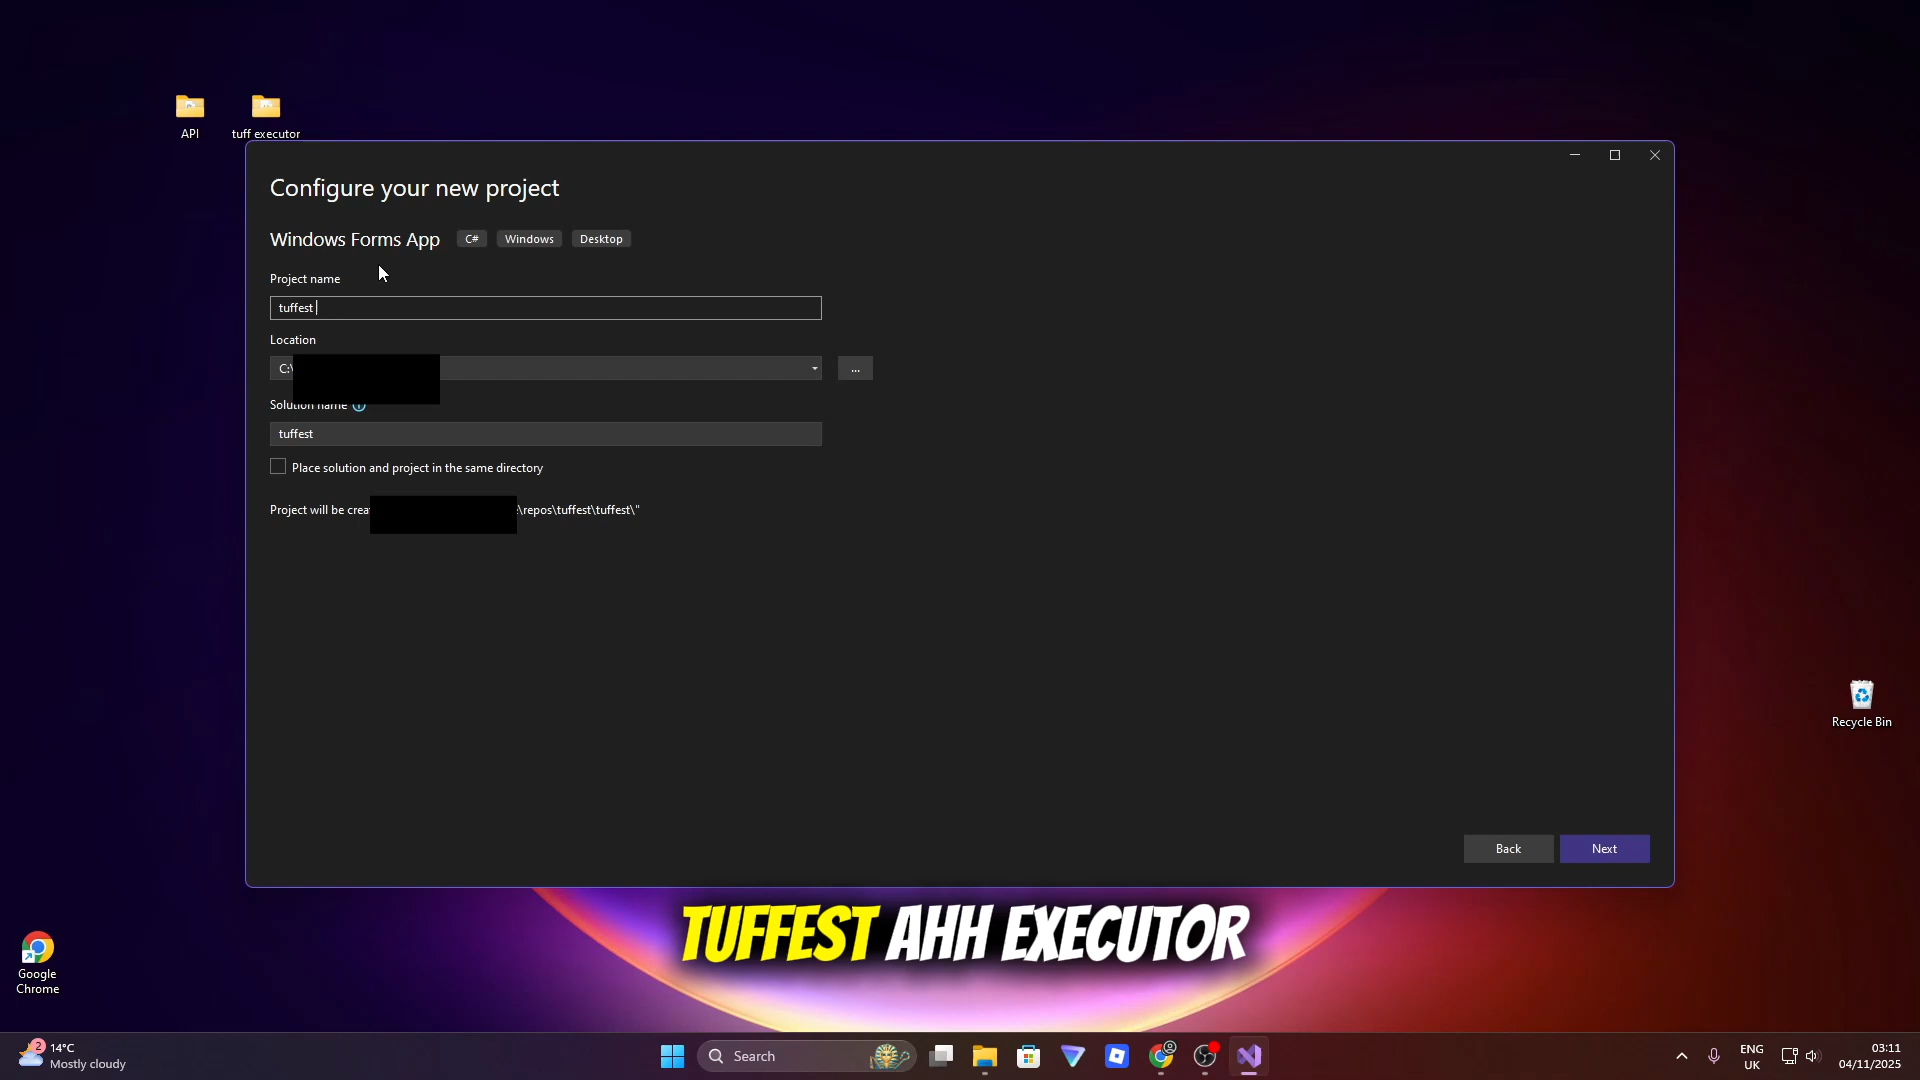 API
tuff executor
Configure your new project
Windows Forms App
C#
Windows
Desktop
Project name
tuffest
Location
C:\
...
Solution name
tuffest
Place solution and project in the same directory
Project will be crea
\repos\tuffest\tuffest\"
Back
Next
Recycle Bin
TUFFEST AHH EXECUTOR
Google
Chrome
2
14°C
Mostly cloudy
Search
ENG
UK
03:11
04/11/2025